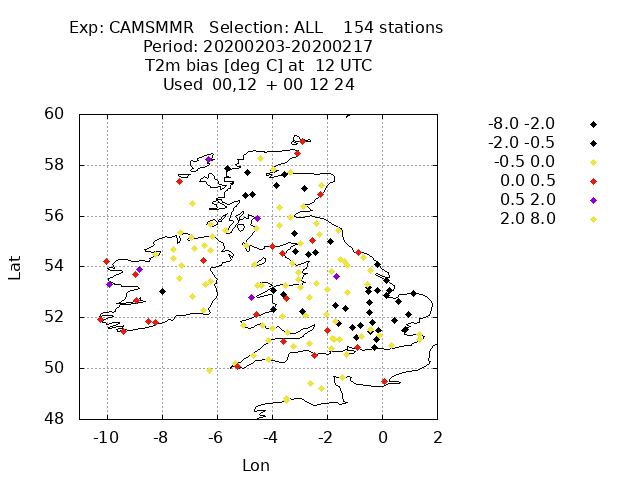 Exp: CAMSMMR   Selection: ALL    154 stations
Period: 20200203-20200217
T2m bias [deg C] at  12 UTC
Used  00,12  + 00 12 24
-8.0 -2.0
-2.0 -0.5
-0.5 0.0
0.0 0.5
0.5 2.0
2.0 8.0
60
58
56
54
52
50
48
Lat
-10 -8 -6 -4 -2 0 2
Lon